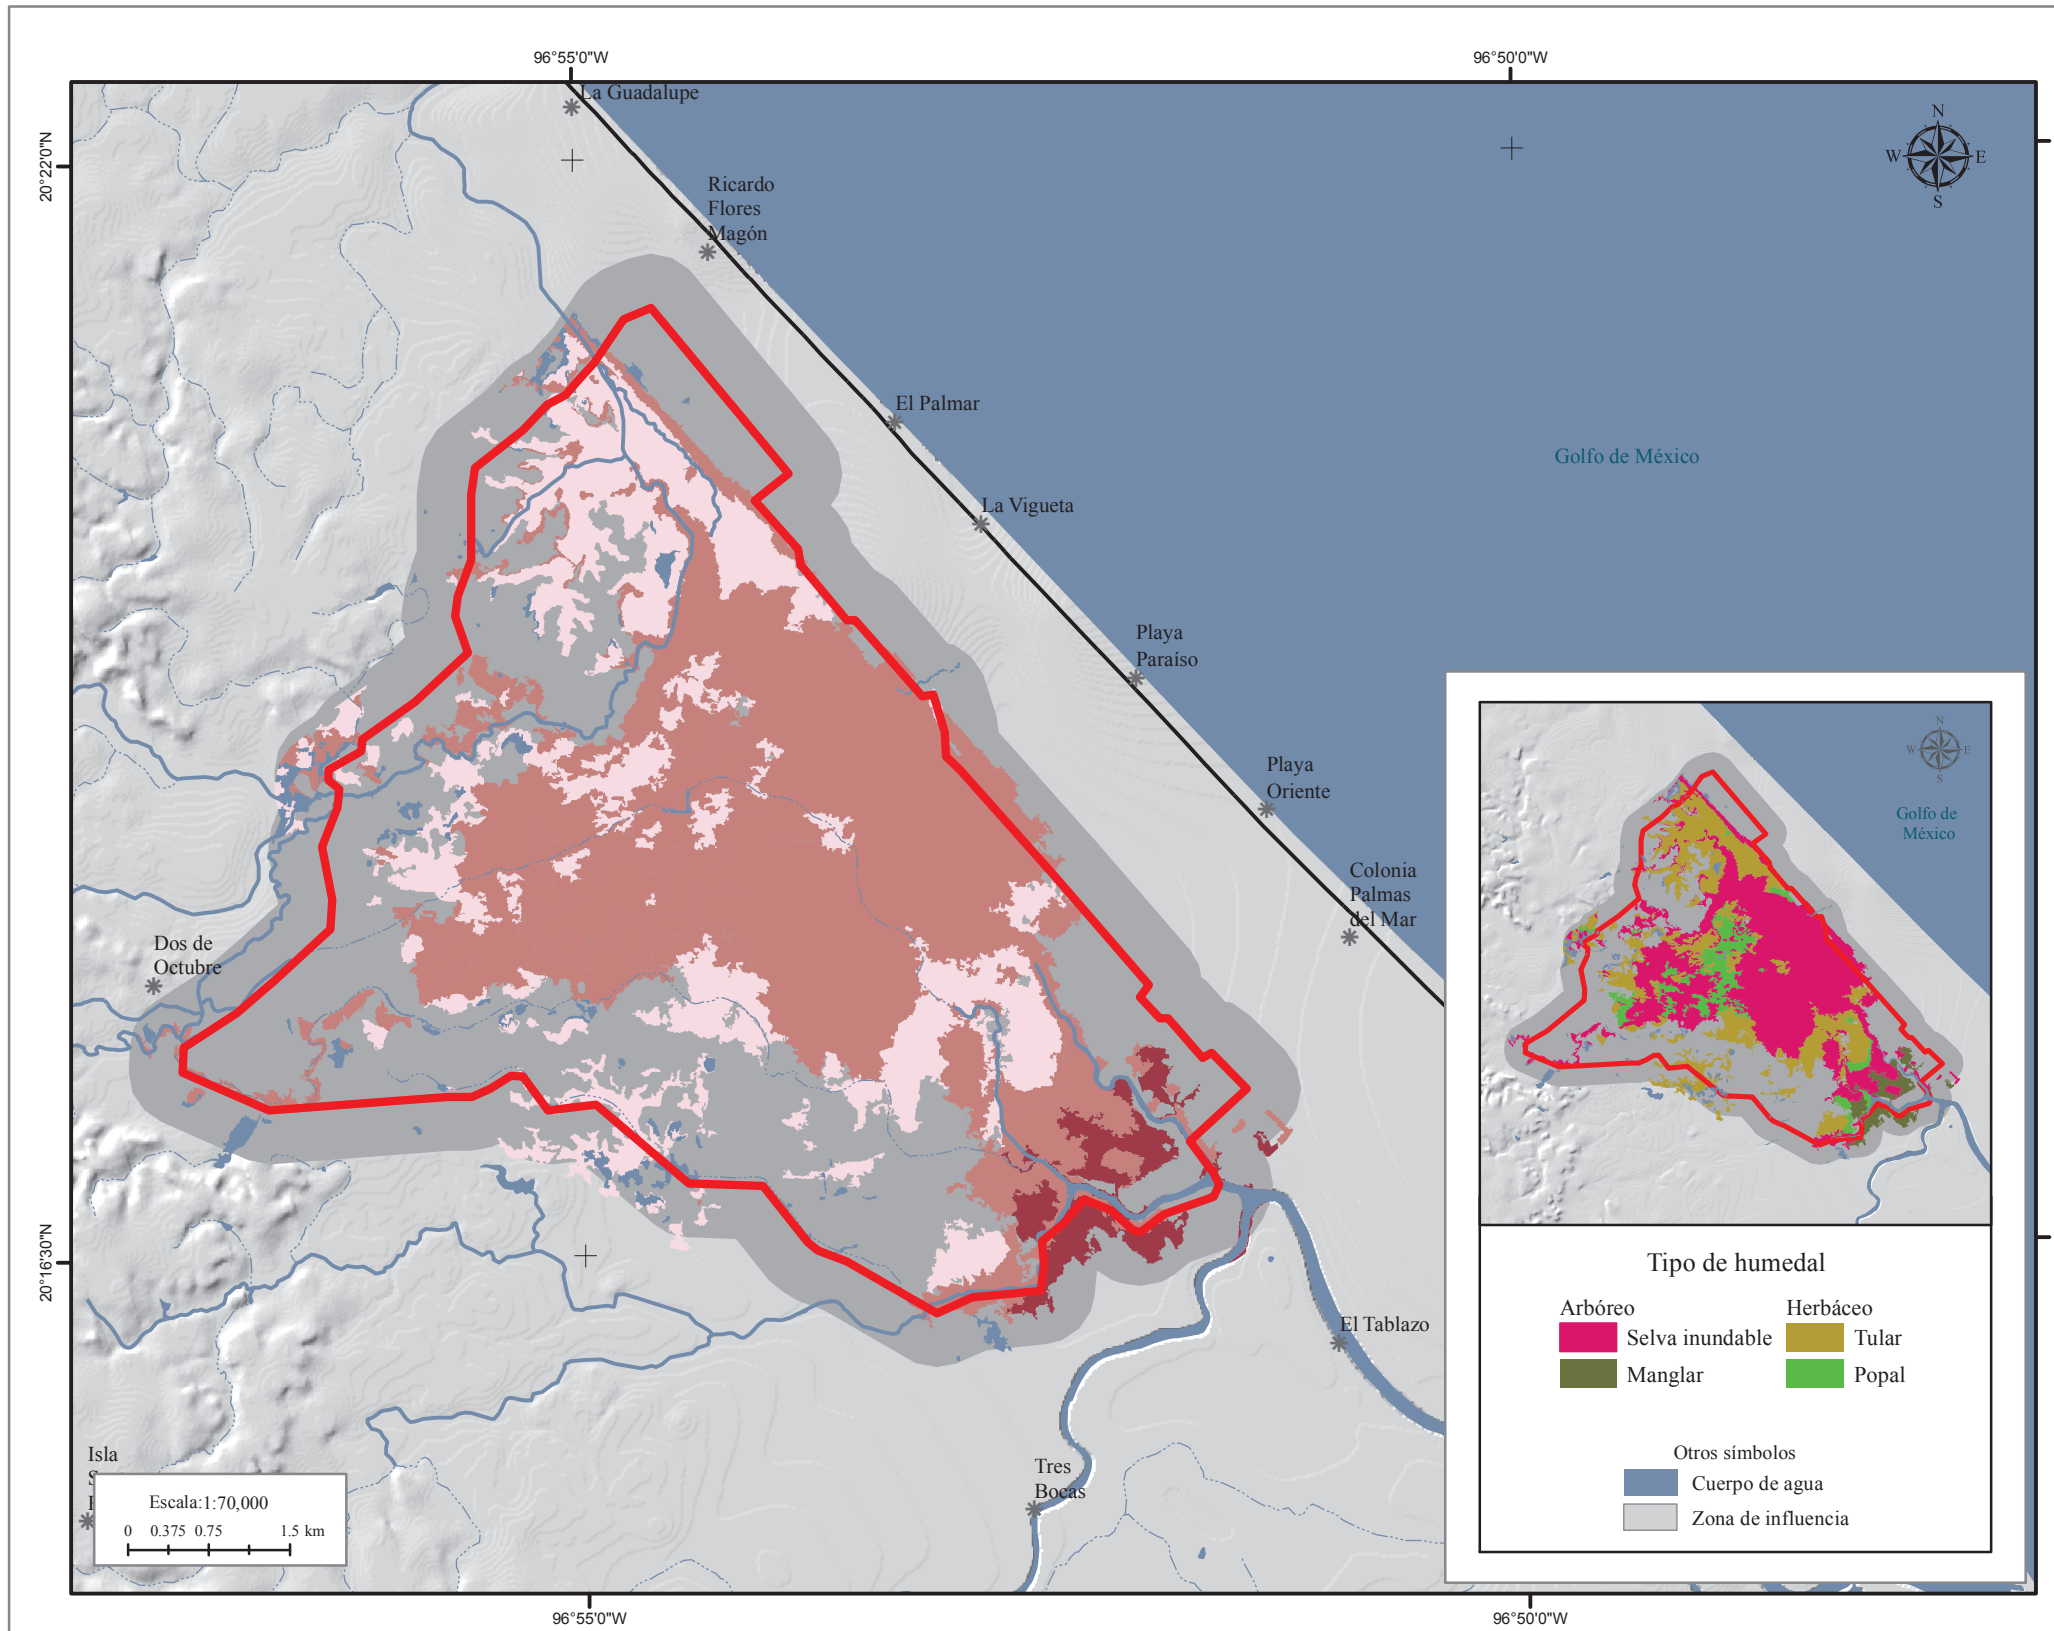 96°55'0"W
96°50'0"W
20°22'0"N
20°16'30"N
La Guadalupe
Ricardo
Flores
Magón
N
W
E
S
El Palmar
Golfo de México
La Vigueta
Playa
Paraíso
Playa
Oriente
Colonia
Palmas
del Mar
Dos de
Octubre
El Tablazo
Tres
Bocas
Isla
Escala:1:70,000
0 0.375 0.75 1.5 km
N
W
E
S
Golfo de
México
Tipo de humedal
Arbóreo
Herbáceo
Selva inundable
Tular
Manglar
Popal
Otros símbolos
Cuerpo de agua
Zona de influencia
96°55'0"W
96°50'0"W